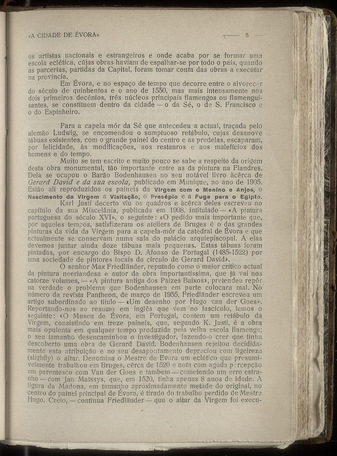 «A CIDADE DE ÉVORA» 5
os artistas nacionais e estrangeiros e onde acaba por se formar uma
escola eclética, cujas obras haviam de espalhar-se por todo o país, quando
as parcerias, partidas da Capital, foram tomar conta das obras a executar
na província.
Em Évora, e no espaço de tempo que decorre entre o alvorecer
do século de quinhentos e o ano de 1550, mas mais intensamente nos
dois primeiros decénios, três núcleos principais flamengos ou flamengui-
santes, se constituem dentro da cidade — o da Sé, o de S. Francisco e
o do Espinheiro.
Para a capela mór da Sé que antecedeu a actual, traçada pelo
alemão Ludwig, se encomendou o sumptuoso retábulo, cujas desanove
tábuas existentes, com o grande painel do centro e as predelas, escaparam,
por felicidade, às modificações, aos restauros e aos malefícios dos
homens e do tempo.
Muito se tem escrito e muito pouco se sabe a respeito da origem
desta obra monumental, tão importante entre as da pintura na Flandres.
Dela se ocupou o Barão Bodenhausen no seu notável livro ácerca de
Gerard David e da sua escola, publicado em Munique, no ano de 1905.
Estão ali reproduzidos os painéis da Virgem com o Menino e Anjos, o
Nascimento da Virgem a Visitação, o Presépio e a Fuga para o Egipto.
Karl Justi decerto viu os quadros e ácerca deles escreveu no
capítulo da sua Miscelânia, publicada em 1908, intitulado — «A pintura
portuguesa do século XVI», o seguinte: «O pedido mais importante que,
por aqueles tempos, satisfizeram os ateliers de Bruges é o das grandes
pinturas da vida da Virgem para a capela-mór da catedral de Évora e que
actualmente se conservam numa sala do palácio arquiepiscopal. A elas
devemos juntar ainda doze tábuas mais pequenas. Estas tábuas foram
pintadas, por encargo do Bispo D. Afonso de Portugal (1485-1522) por
uma sociedade de pintores locais do círculo de Gerard David».
O senhor Max Friedländer, reputado como o maior crítico actual
da pintura neerlandesa e autor da obra importantíssima, que já vai nos
catorze volumes, — «A pintura antiga dos Países Baixos», pretendeu repôr
na verdade o problema que Bodenhausen em parte colocara mal. No
número da revista Pantheon, de março de 1935, Friedländer escreveu um
artigo subordinado ao título — «Um desenho por Hugo van der Goes».
Reportando-nos ao resumo em inglês que vem no fascículo, lemos o
seguinte: «O Museu de Évora, em Portugal, contém um retábulo da
Virgem, consistindo em treze painéis, que, segundo K. Justi, é a obra
mais opulenta em qualquer tempo produzida pela velha escola flamenga;
o seu tamanho desencaminhou o investigador, fazendo-o crer que tinha
descoberto uma obra de Gerard David. Bodenhausen rejeitou decidida-
mente esta atribuição e no seu desapontamento depreciou com ligeireza
(slightly) o altar. Denomina o Mestre de Évora um ecléctico que presumi-
velmente trabalhou em Bruges, cêrca de 1520 e nota com aguda percepção
um parentesco com Van der Goes e também — cometendo um erro estra-
nho — com Jan Massys, que, em 1520, tinha apenas 8 anos de idade. A
figura da Madona, em tamanho aproximadamente metade do original, no
centro do painel principal de Évora, é tirada do trabalho perdido de Mestre
Hugo. Creio, — continua Friedländer — que o altar da Virgem foi execu-